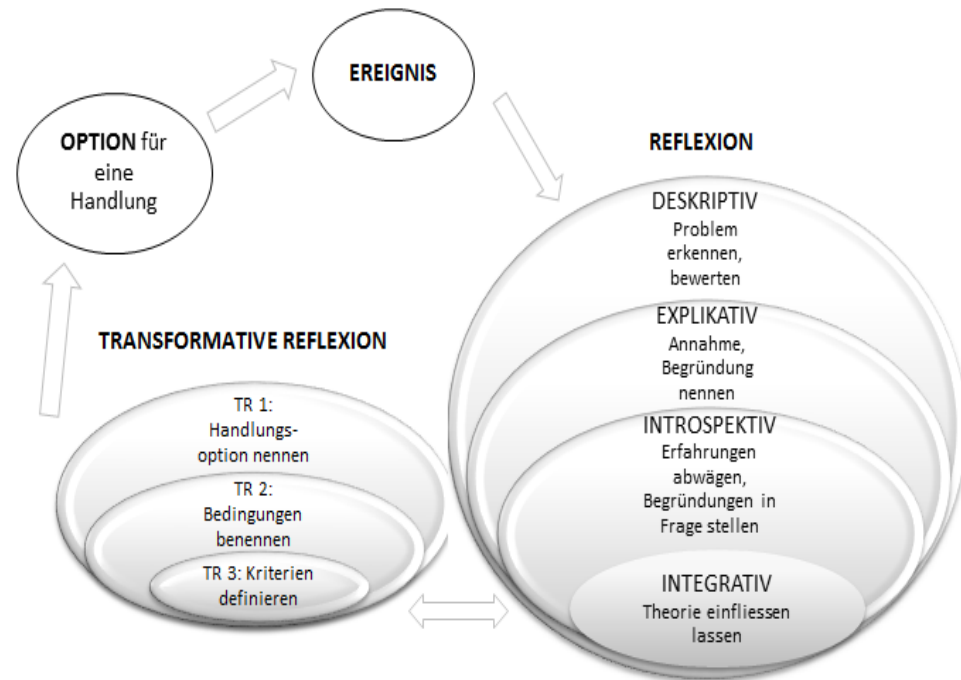 EREIGNIS
OPTION für
eine
Handlung
REFLEXION
DESKRIPTIV
Problem
erkennen,
bewerten
EXPLIKATIV
Annahme,
Begründung
nennen
INTROSPEKTIV
Erfahrungen
abwägen,
Begründungen in
Frage stellen
INTEGRATIV
Theorie einfliessen
lassen
TRANSFORMATIVE REFLEXION
TR 1:
Handlungs-
option nennen
TR 2:
Bedingungen
benennen
TR 3: Kriterien
definieren